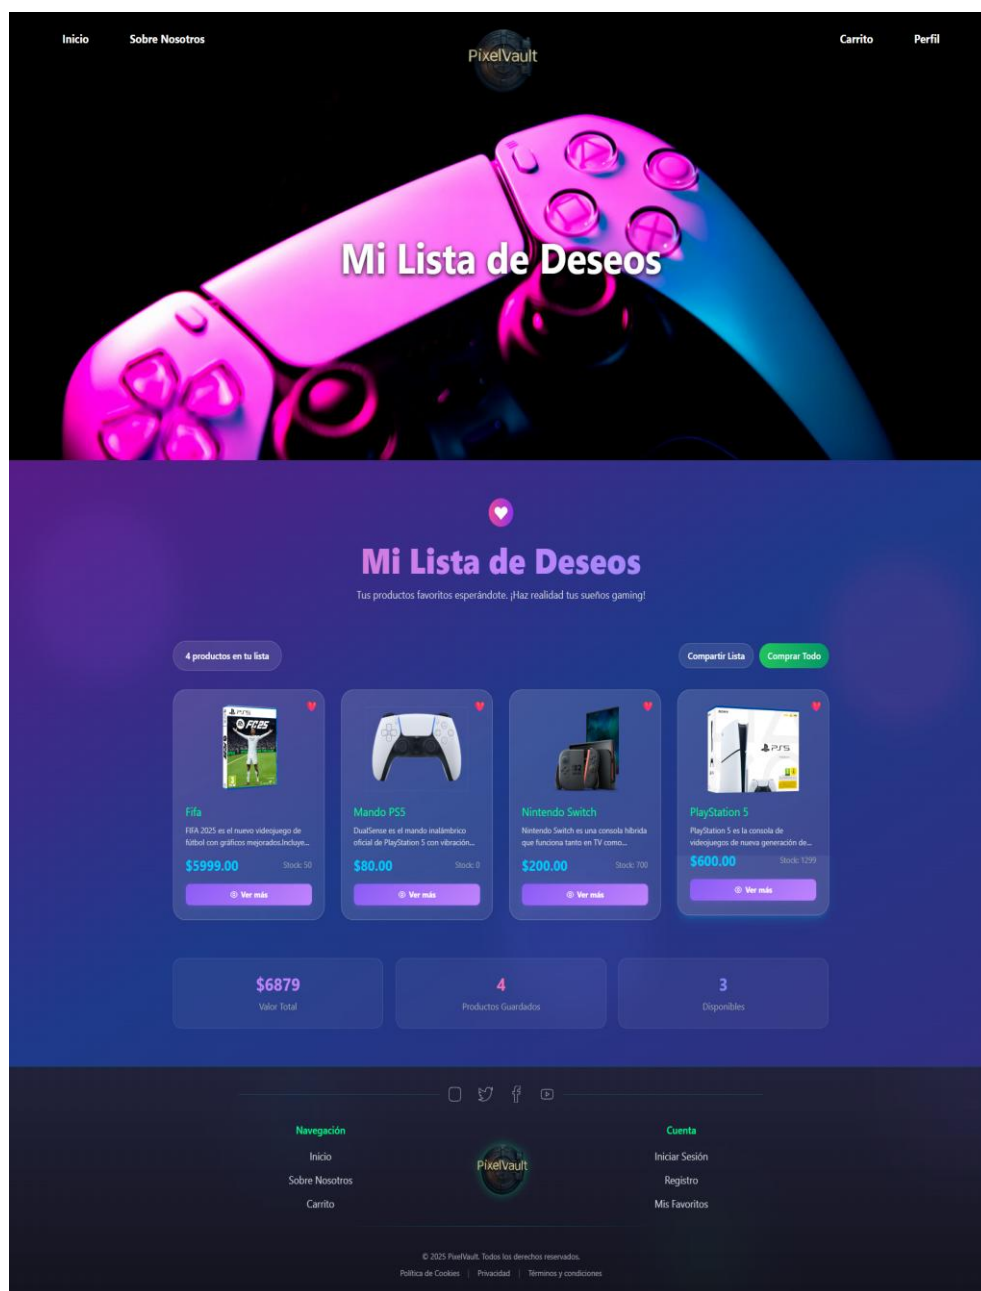 Inicio
Sobre Nosotros
PixelVault
Carrito
Perfil
Mi Lista de Deseos
Mi Lista de Deseos
Tus productos favoritos esperándote. ¡Haz realidad tus sueños gaming!
4 productos en tu lista
Compartir Lista
Comprar Todo
PS5
FC25
Fifa
FIFA 2025 es el nuevo videojuego de
fútbol con gráficos mejorados.Incluye...
$5999.00
Stock: 50
Ver más
Mando PS5
DualSense es el mando inalámbrico
oficial de PlayStation 5 con vibración...
$80.00
Stock: 0
Ver más
Nintendo Switch
Nintendo Switch es una consola híbrida
que funciona tanto en TV como...
$200.00
Stock: 700
Ver más
PS5
PlayStation 5
PlayStation 5 es la consola de
videojuegos de nueva generación de...
$600.00
Stock: 1299
Ver más
$6879
Valor Total
4
Productos Guardados
3
Disponibles
Navegación
Inicio
Sobre Nosotros
Carrito
PixelVault
Cuenta
Iniciar Sesión
Registro
Mis Favoritos
© 2025 PixelVault. Todos los derechos reservados.
Política de Cookies | Privacidad | Términos y condiciones